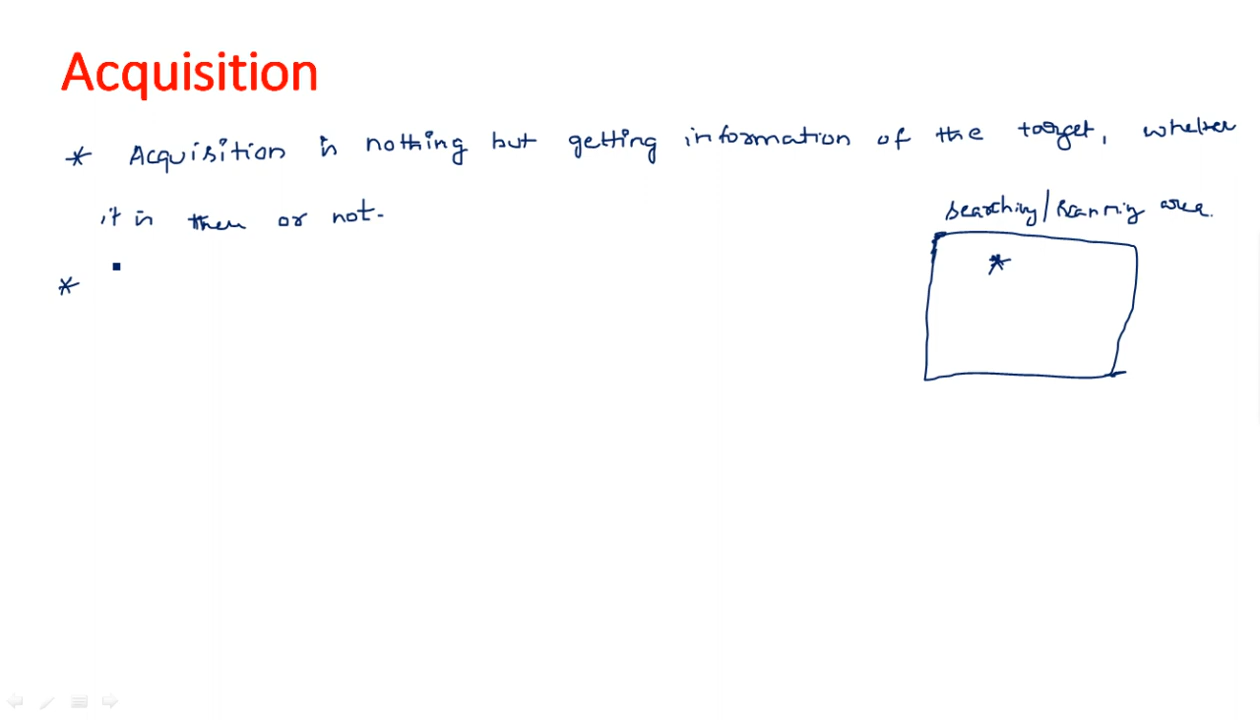 Acquisition
* Acquisition is nothing but getting information of the target, whether
it is there or not.
searching/scanning area.
*
*